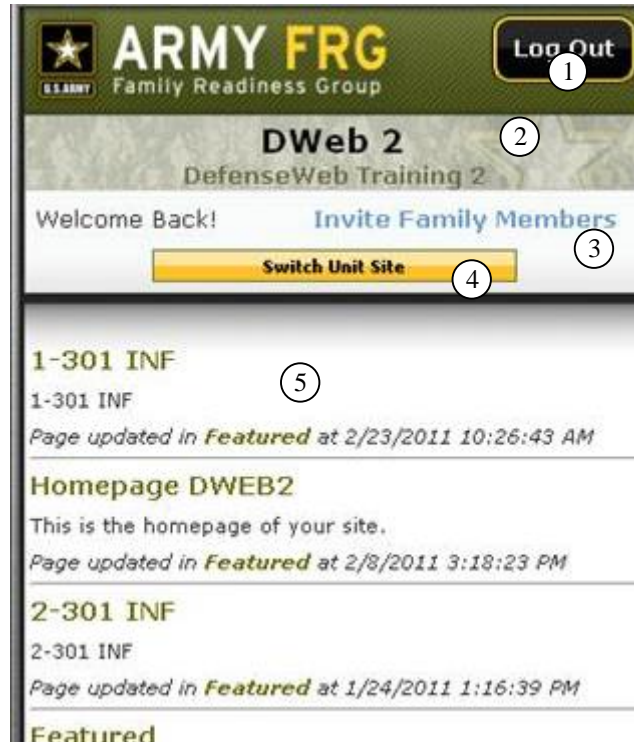 ARMY FRG
U.S.ARMY
Family Readiness Group
Log Out
1
DWeb 2
2
DefenseWeb Training 2
Welcome Back! Invite Family Members
3
Switch Unit Site
4
1-301 INF
5
1-301 INF
Page updated in Featured at 2/23/2011 10:26:43 AM
Homepage DWEB2
This is the homepage of your site.
Page updated in Featured at 2/8/2011 3:18:23 PM
2-301 INF
2-301 INF
Page updated in Featured at 1/24/2011 1:16:39 PM
Featured